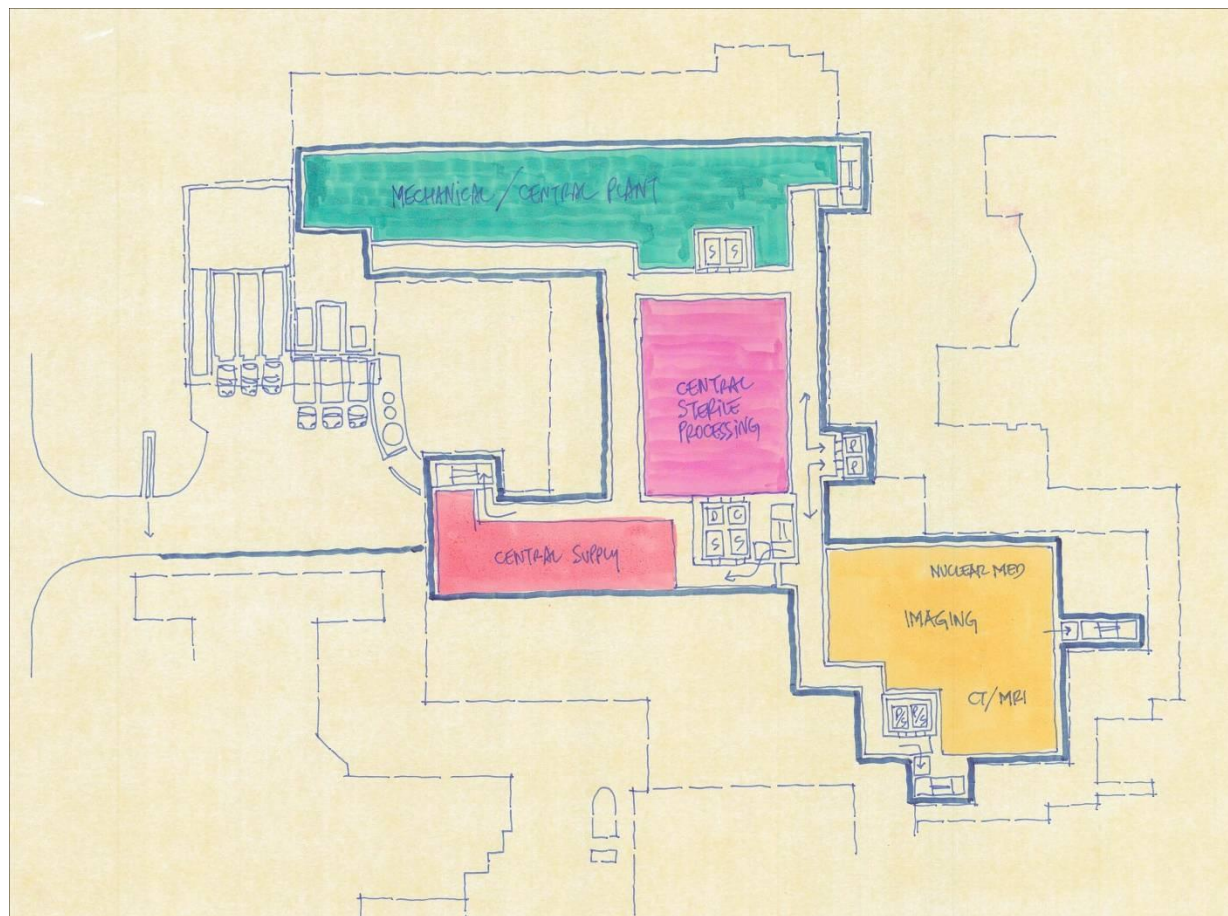 MECHANICAL / CENTRAL PLANT
S S
CENTRAL
STERILE
PROCESSING
P
P
D C
S S
CENTRAL SUPPLY
NUCLEAR MED
IMAGING
CT/MRI
P/S P/S